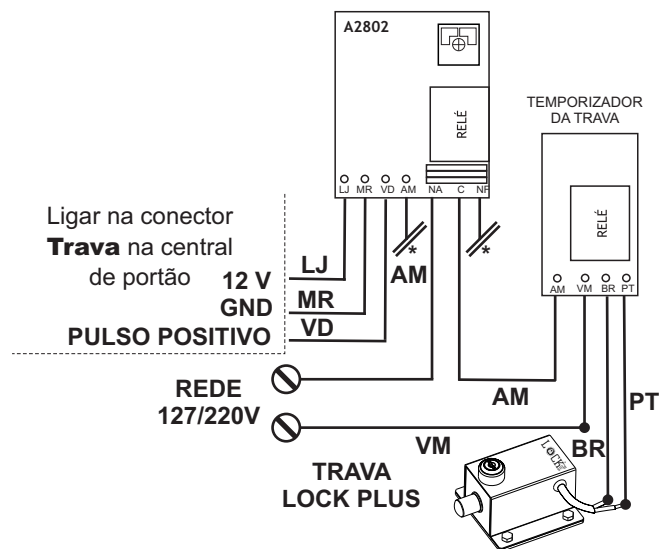 A2802
RELÉ
LJ MR VD AM NA C NF
TEMPORIZADOR
DA TRAVA
RELÉ
AM VM BR PT
Ligar na conector
Trava na central
de portão
12 V LJ
GND MR
PULSO POSITIVO VD
* AM *
REDE
127/220V
AM
PT
VM
BR
TRAVA
LOCK PLUS
LOCK